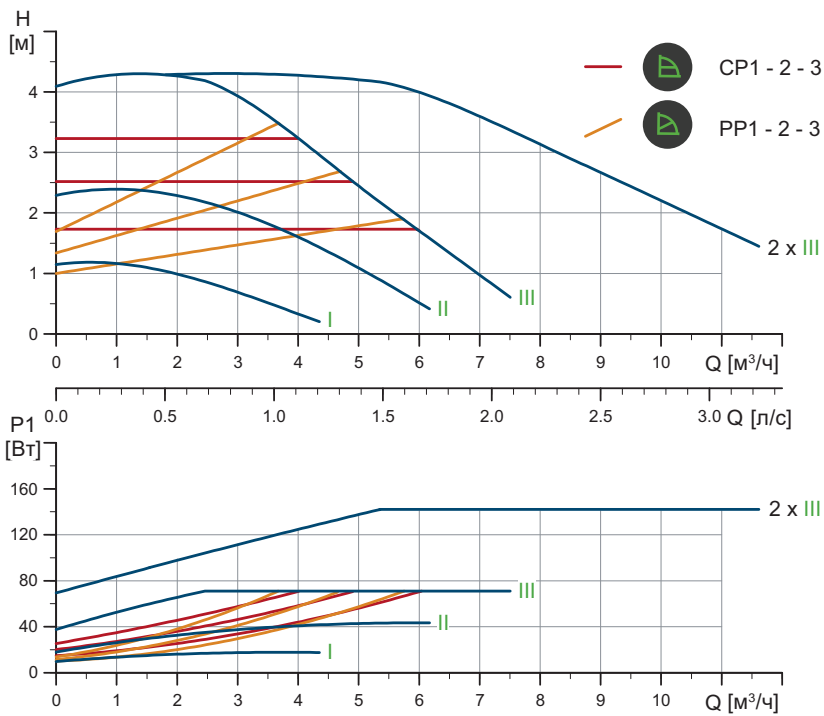 H
[м]
4
3
2
1
0
CP1 - 2 - 3
PP1 - 2 - 3
2 x III
III
II
I
0 1 2 3 4 5 6 7 8 9 10 Q [м³/ч]
0.0 0.5 1.0 1.5 2.0 2.5 3.0 Q [л/с]
P1
[Вт]
160
120
80
40
0
2 x III
III
II
I
0 1 2 3 4 5 6 7 8 9 10 Q [м³/ч]